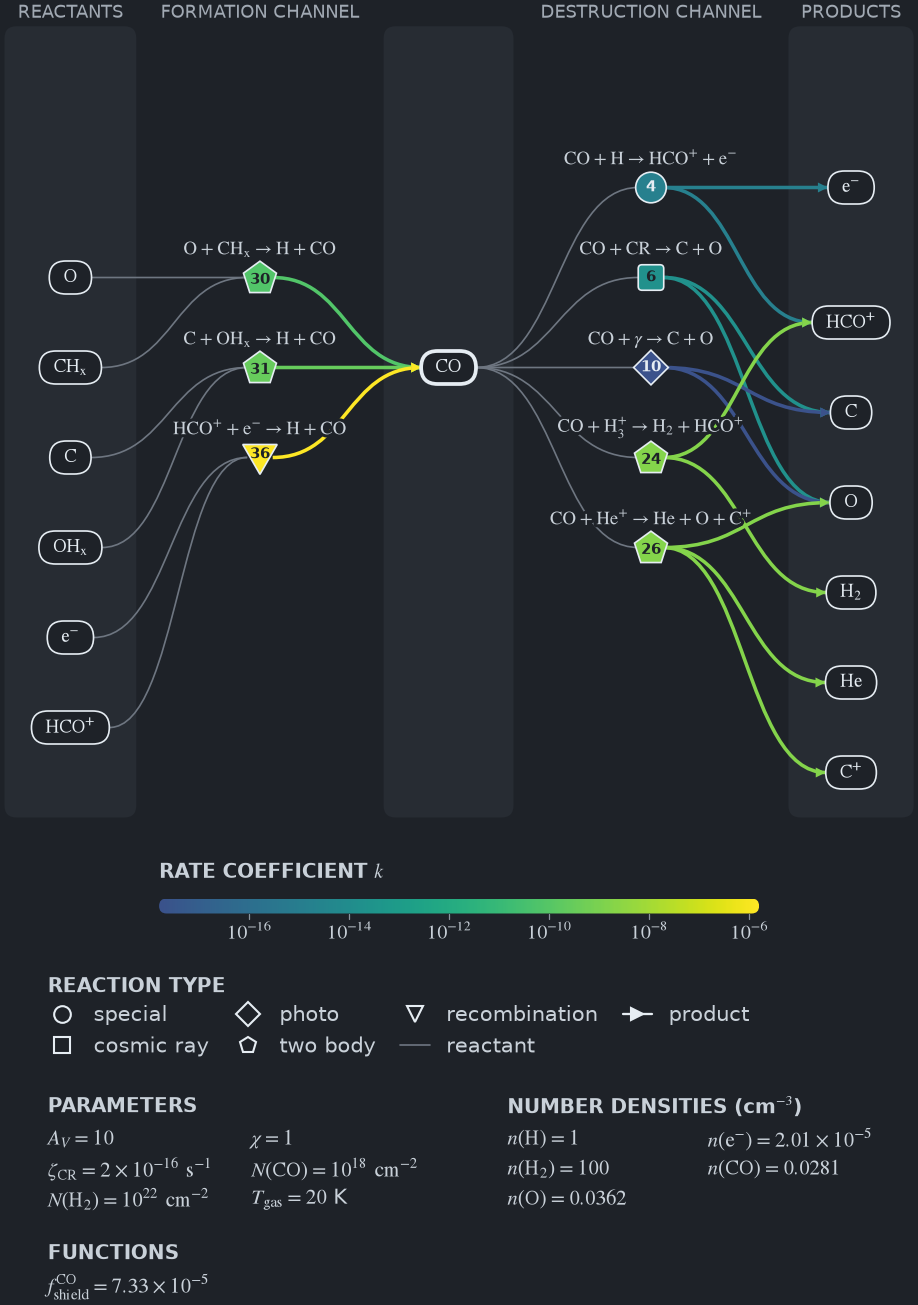 REACTANTS FORMATION CHANNEL DESTRUCTION CHANNEL PRODUCTS
CO + H → HCO⁺ + e⁻
4 e⁻
O + CHₓ → H + CO CO + CR → C + O
O 30 6
HCO⁺
C + OHₓ → H + CO CO + γ → C + O
CHₓ 31 CO 10
C
HCO⁺ + e⁻ → H + CO CO + H₃⁺ → H₂ + HCO⁺
C 36 24
O
CO + He⁺ → He + O + C⁺
OHₓ 26
H₂
e⁻
He
HCO⁺
C⁺
RATE COEFFICIENT k
10⁻¹⁶ 10⁻¹⁴ 10⁻¹² 10⁻¹⁰ 10⁻⁸ 10⁻⁶
REACTION TYPE
special photo recombination product
cosmic ray two body reactant
PARAMETERS NUMBER DENSITIES (cm⁻³)
A_V = 10 χ = 1 n(H) = 1 n(e⁻) = 2.01 × 10⁻⁵
ζ_CR = 2 × 10⁻¹⁶ s⁻¹ N(CO) = 10¹⁸ cm⁻² n(H₂) = 100 n(CO) = 0.0281
N(H₂) = 10²² cm⁻² T_gas = 20 K n(O) = 0.0362
FUNCTIONS
f_shield^CO = 7.33 × 10⁻⁵